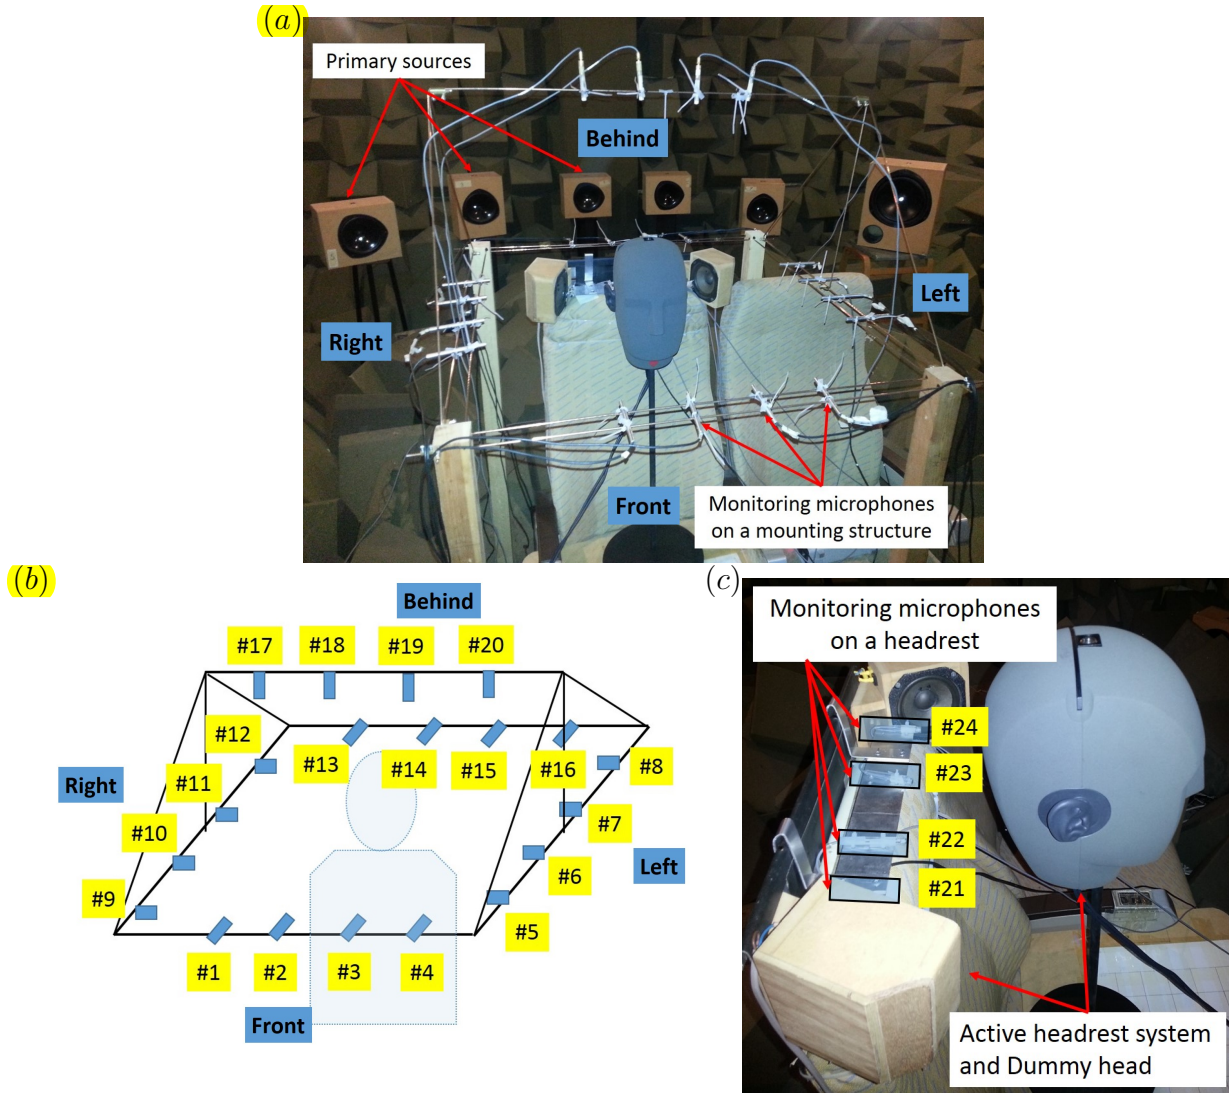 (a)
Primary sources
Behind
Left
Right
Front
Monitoring microphones
on a mounting structure
(b)
Behind
#17
#18
#19
#20
#12
#13
#14
#15
#16
#8
#11
#7
Right
#10
#6
Left
#9
#5
#1
#2
#3
#4
Front
(c)
Monitoring microphones
on a headrest
#24
#23
#22
#21
Active headrest system
and Dummy head